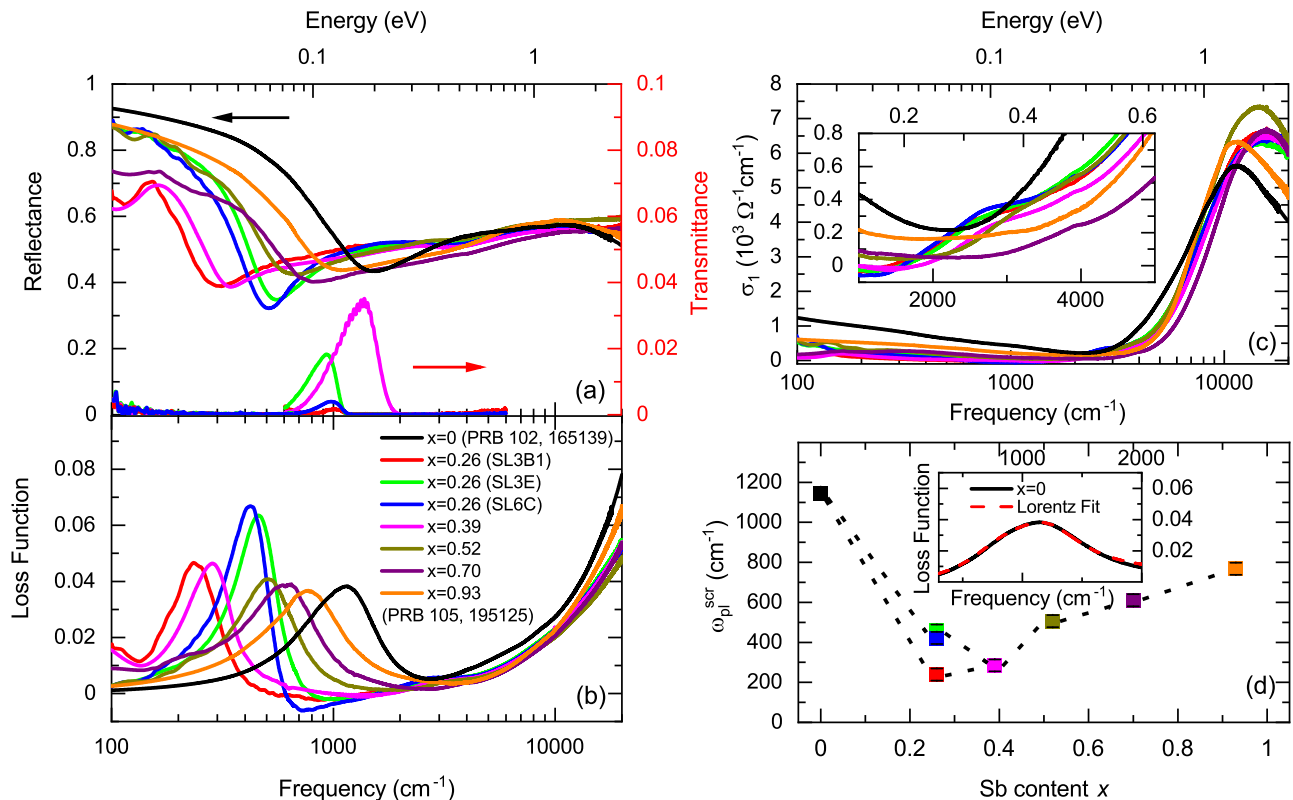 Energy (eV)
0.1
1
1
0.8
0.6
0.4
0.2
0
Reflectance
0.1
0.08
0.06
0.04
0.02
0
Transmittance
(a)
0.08
0.06
0.04
0.02
0
Loss Function
x=0 (PRB 102, 165139)
x=0.26 (SL3B1)
x=0.26 (SL3E)
x=0.26 (SL6C)
x=0.39
x=0.52
x=0.70
x=0.93
(PRB 105, 195125)
(b)
100
1000
10000
Frequency (cm⁻¹)
Energy (eV)
0.1
1
8
7
6
5
4
3
2
1
0
σ₁ (10³ Ω⁻¹cm⁻¹)
0.2
0.4
0.6
0.8
0.6
0.4
0.2
0
2000
4000
(c)
100
1000
10000
Frequency (cm⁻¹)
1200
1000
800
600
400
200
0
ω_pl^scr (cm⁻¹)
1000
2000
Loss Function
x=0
Lorentz Fit
0.06
0.04
0.02
Frequency (cm⁻¹)
(d)
0
0.2
0.4
0.6
0.8
1
Sb content x